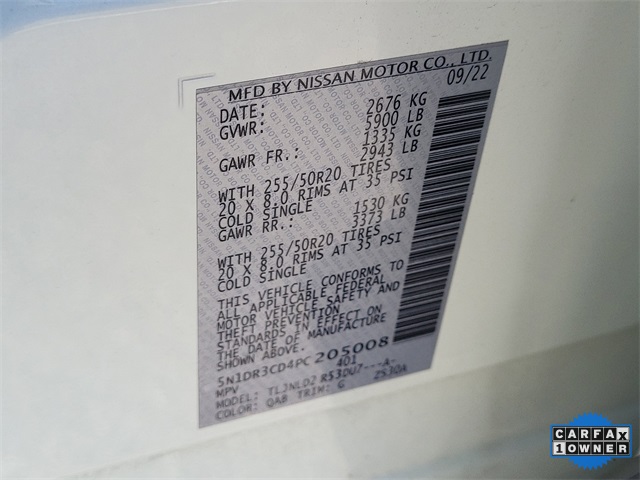 MFD BY NISSAN MOTOR CO., LTD.
DATE: 09/22
GVWR: 2676 KG
5900 LB
GAWR FR.: 1335 KG
2943 LB
WITH 255/50R20 TIRES
20 X 8.0 RIMS AT 35 PSI
COLD SINGLE
GAWR RR.: 1530 KG
3373 LB
WITH 255/50R20 TIRES
20 X 8.0 RIMS AT 35 PSI
COLD SINGLE
THIS VEHICLE CONFORMS TO
ALL APPLICABLE FEDERAL
MOTOR VEHICLE SAFETY AND
THEFT PREVENTION
STANDARDS IN EFFECT ON
THE DATE OF MANUFACTURE
SHOWN ABOVE.
5N1DR3CD4PC205008
MPV 401
MODEL: TLJNLDZ R53DU7---A-
COLOR: QAB TRIM: G 2530A
CARFAX
1 OWNER